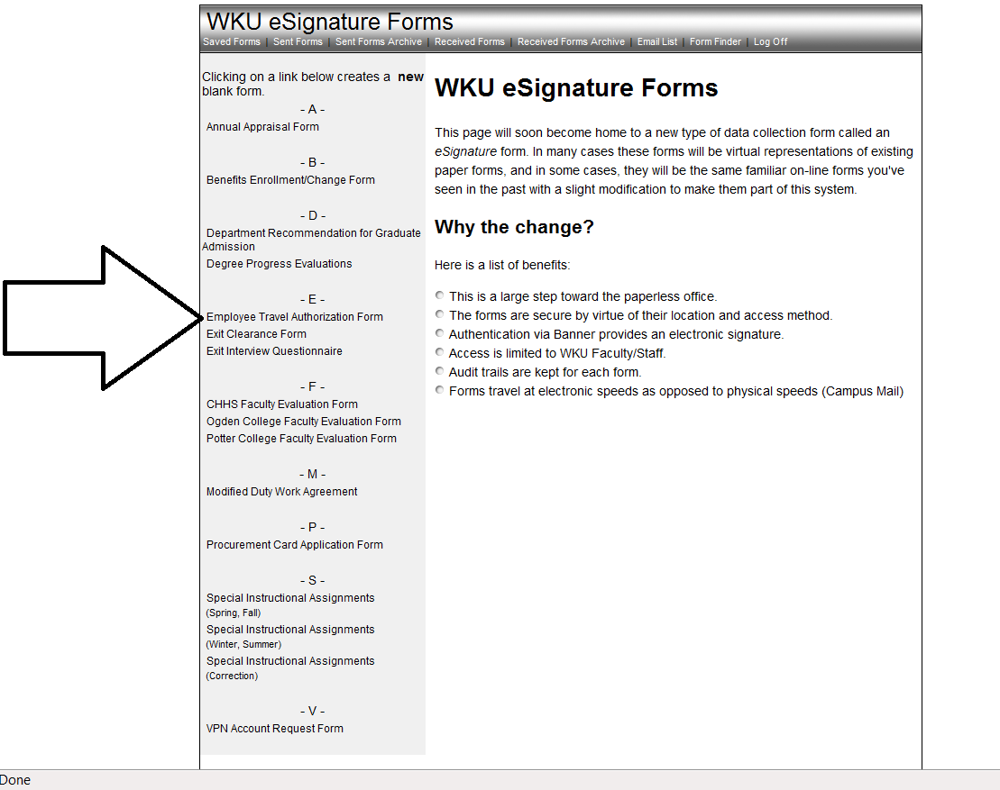 WKU eSignature Forms
Saved Forms | Sent Forms | Sent Forms Archive | Received Forms | Received Forms Archive | Email List | Form Finder | Log Off
Clicking on a link below creates a new
blank form.
- A -
Annual Appraisal Form
- B -
Benefits Enrollment/Change Form
- D -
Department Recommendation for Graduate
Admission
Degree Progress Evaluations
- E -
Employee Travel Authorization Form
Exit Clearance Form
Exit Interview Questionnaire
- F -
CHHS Faculty Evaluation Form
Ogden College Faculty Evaluation Form
Potter College Faculty Evaluation Form
- M -
Modified Duty Work Agreement
- P -
Procurement Card Application Form
- S -
Special Instructional Assignments
(Spring, Fall)
Special Instructional Assignments
(Winter, Summer)
Special Instructional Assignments
(Correction)
- V -
VPN Account Request Form
WKU eSignature Forms
This page will soon become home to a new type of data collection form called an
eSignature form. In many cases these forms will be virtual representations of existing
paper forms, and in some cases, they will be the same familiar on-line forms you've
seen in the past with a slight modification to make them part of this system.
Why the change?
Here is a list of benefits:
This is a large step toward the paperless office.
The forms are secure by virtue of their location and access method.
Authentication via Banner provides an electronic signature.
Access is limited to WKU Faculty/Staff.
Audit trails are kept for each form.
Forms travel at electronic speeds as opposed to physical speeds (Campus Mail)
Done